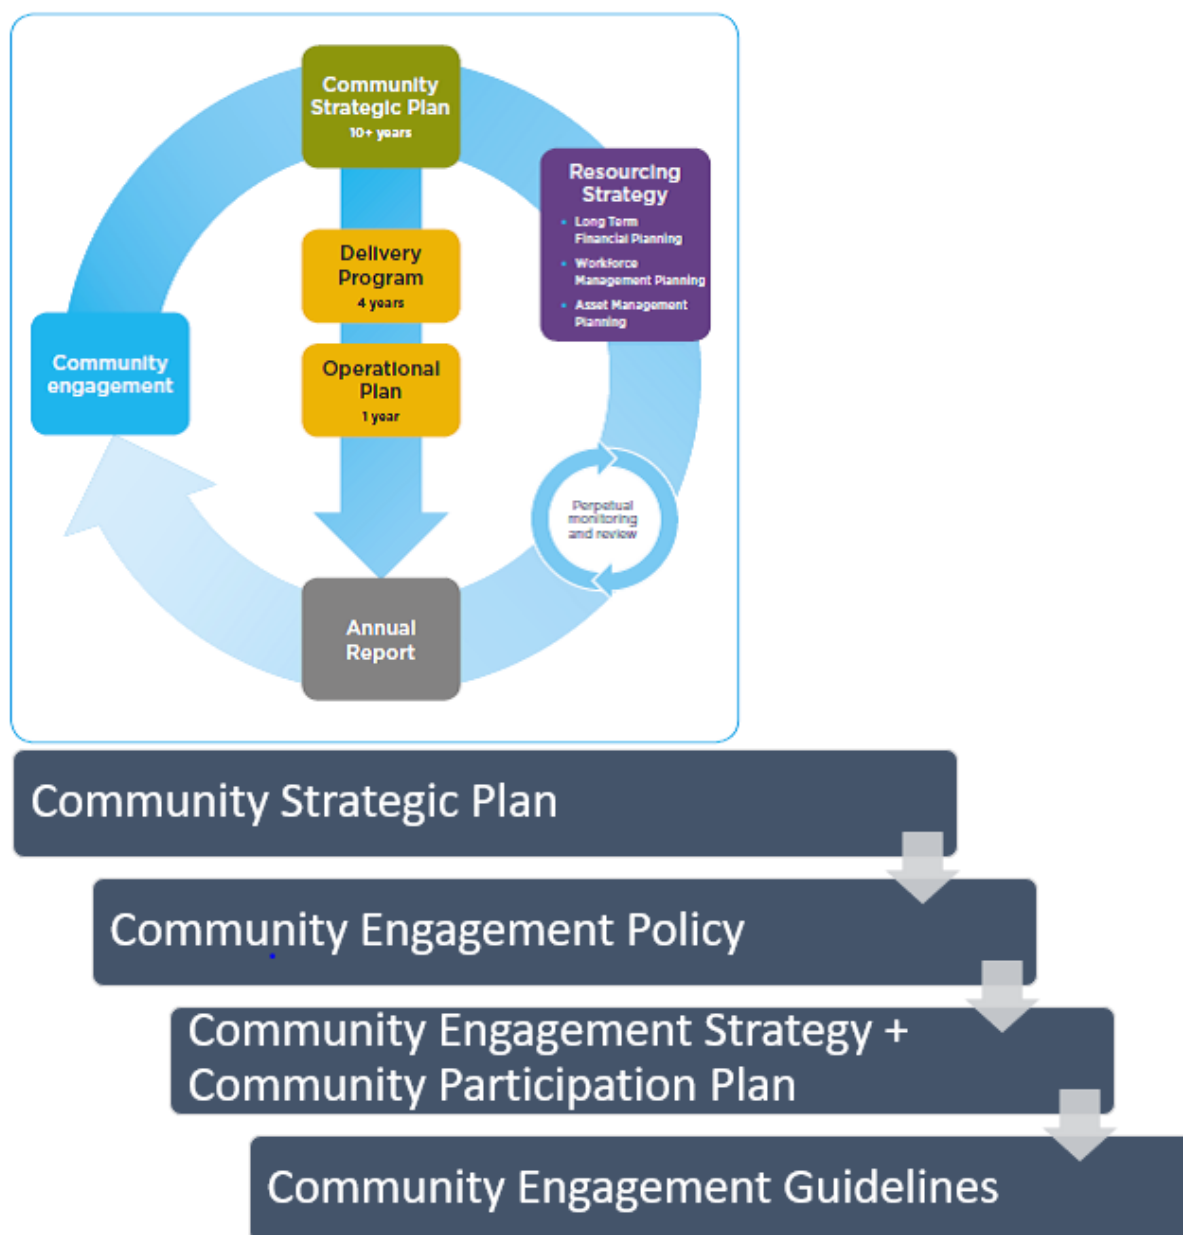 Community
Strategic Plan
10+ years
Resourcing
Strategy
• Long Term
Financial Planning
• Workforce
Management Planning
• Asset Management
Planning
Delivery
Program
4 years
Community
engagement
Operational
Plan
1 year
Perpetual
monitoring
and review
Annual
Report
Community Strategic Plan
Community Engagement Policy
Community Engagement Strategy +
Community Participation Plan
Community Engagement Guidelines